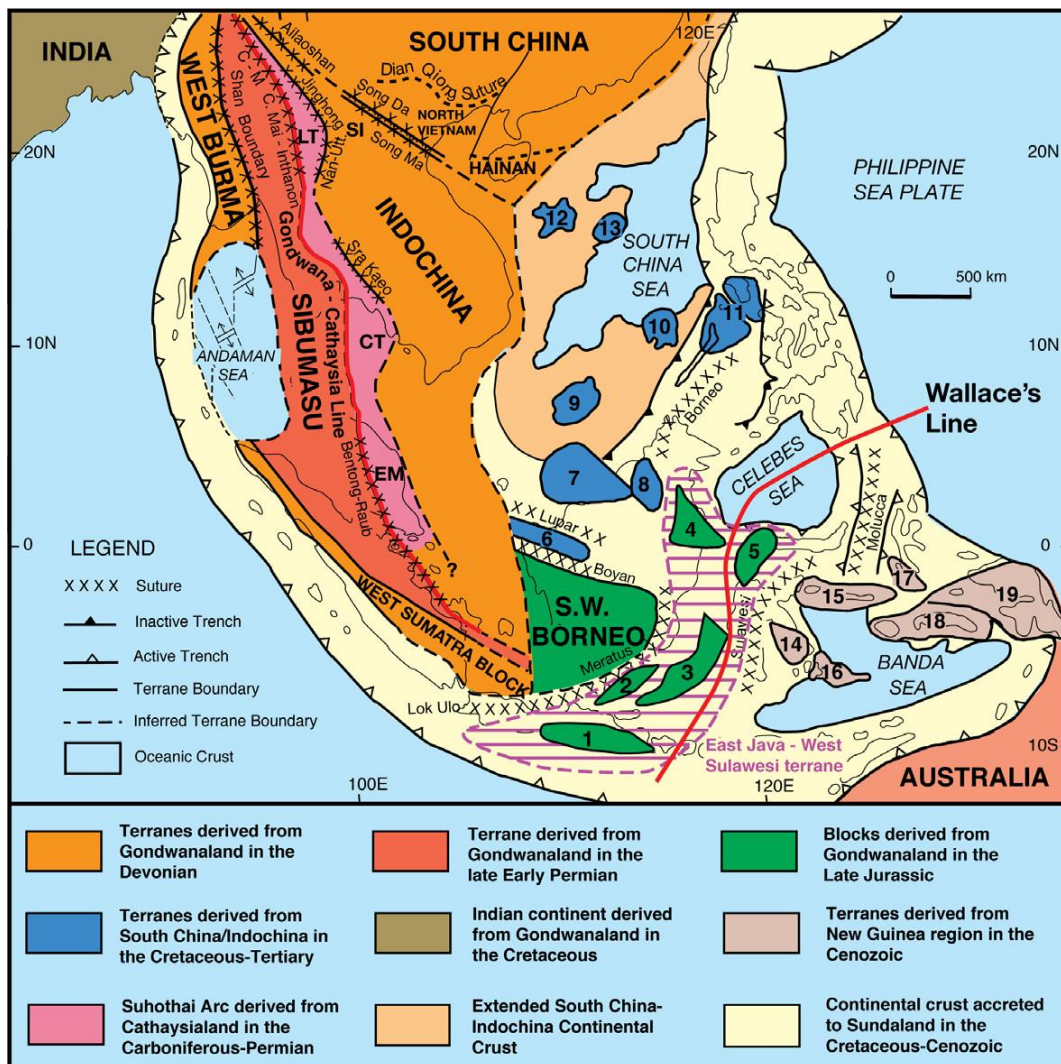 INDIA
SOUTH CHINA
120E
WEST BURMA
Shan Boundary
C.-M.
C. Mai - Inthanon
Jinghong
Nan-Utt.
LT
Ailaoshan
Dian Qiong Suture
Song Da
SI
Song Ma
NORTH
VIETNAM
HAINAN
20N
20N
PHILIPPINE
SEA PLATE
INDOCHINA
12
13
SOUTH
CHINA
SEA
0 500 km
Gondwana - Cathaysia Line
Sra Kaeo
SIBUMASU
ANDAMAN
SEA
CT
10
11
10N
10N
Borneo
Wallace's
Line
9
CELEBES
SEA
Bentong-Raub
EM
7
8
Molucca
Lupar
4
0
LEGEND
6
5
0
?
Boyan
17
XXXX Suture
WEST SUMATRA BLOCK
S.W.
BORNEO
Sulawesi
15
19
18
Inactive Trench
Meratus
3
14
16
BANDA
SEA
Active Trench
2
Terrane Boundary
Lok Ulo
Inferred Terrane Boundary
1
East Java - West
Sulawesi terrane
10S
Oceanic Crust
100E
120E
AUSTRALIA
Terranes derived from
Gondwanaland in the
Devonian
Terrane derived from
Gondwanaland in the
late Early Permian
Blocks derived from
Gondwanaland in the
Late Jurassic
Terranes derived from
South China/Indochina in
the Cretaceous-Tertiary
Indian continent derived
from Gondwanaland in
the Cretaceous
Terranes derived from
New Guinea region in the
Cenozoic
Suhothai Arc derived from
Cathaysialand in the
Carboniferous-Permian
Extended South China-
Indochina Continental
Crust
Continental crust accreted
to Sundaland in the
Cretaceous-Cenozoic